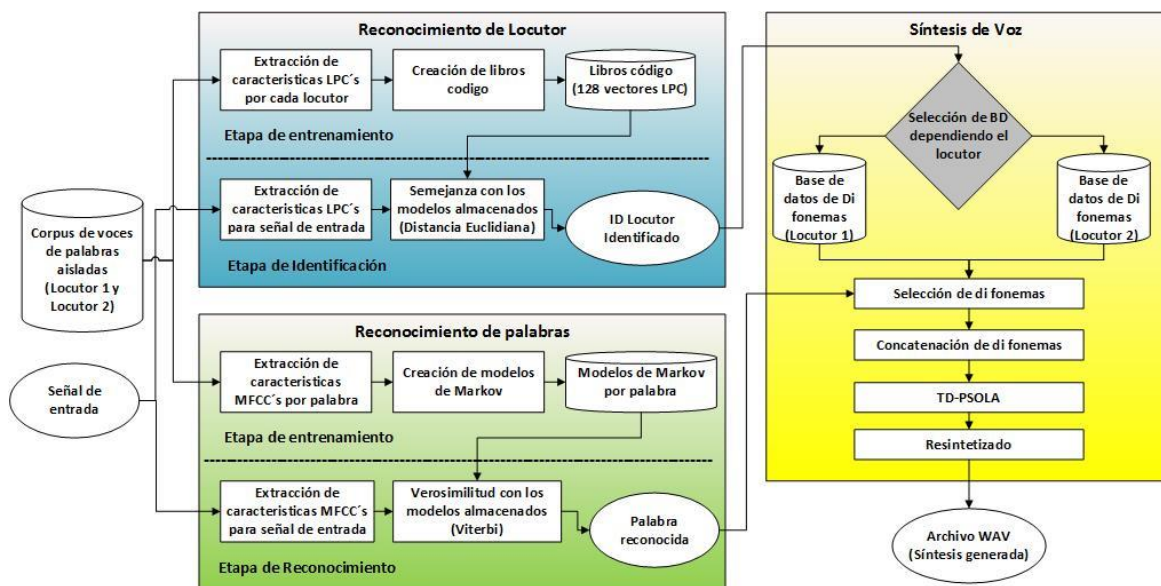 Reconocimiento de Locutor
Extracción de
caracteristicas LPC´s
por cada locutor
Creación de libros
codigo
Libros código
(128 vectores LPC)
Etapa de entrenamiento
Extracción de
características LPC´s
para señal de entrada
Semejanza con los
modelos almacenados
(Distancia Euclidiana)
ID Locutor
Identificado
Etapa de Identificación
Corpus de voces
de palabras
aisladas
(Locutor 1 y
Locutor 2)
Señal de
entrada
Reconocimiento de palabras
Extracción de
caracteristicas
MFCC´s por palabra
Creación de modelos
de Markov
Modelos de Markov
por palabra
Etapa de entrenamiento
Extracción de
características MFCC´s
para señal de entrada
Verosimilitud con los
modelos almacenados
(Viterbi)
Palabra
reconocida
Etapa de Reconocimiento
Síntesis de Voz
Selección de BD
dependiendo el
locutor
Base de
datos de Di
fonemas
(Locutor 1)
Base de
datos de Di
fonemas
(Locutor 2)
Selección de di fonemas
Concatenación de di fonemas
TD-PSOLA
Resintetizado
Archivo WAV
(Síntesis generada)